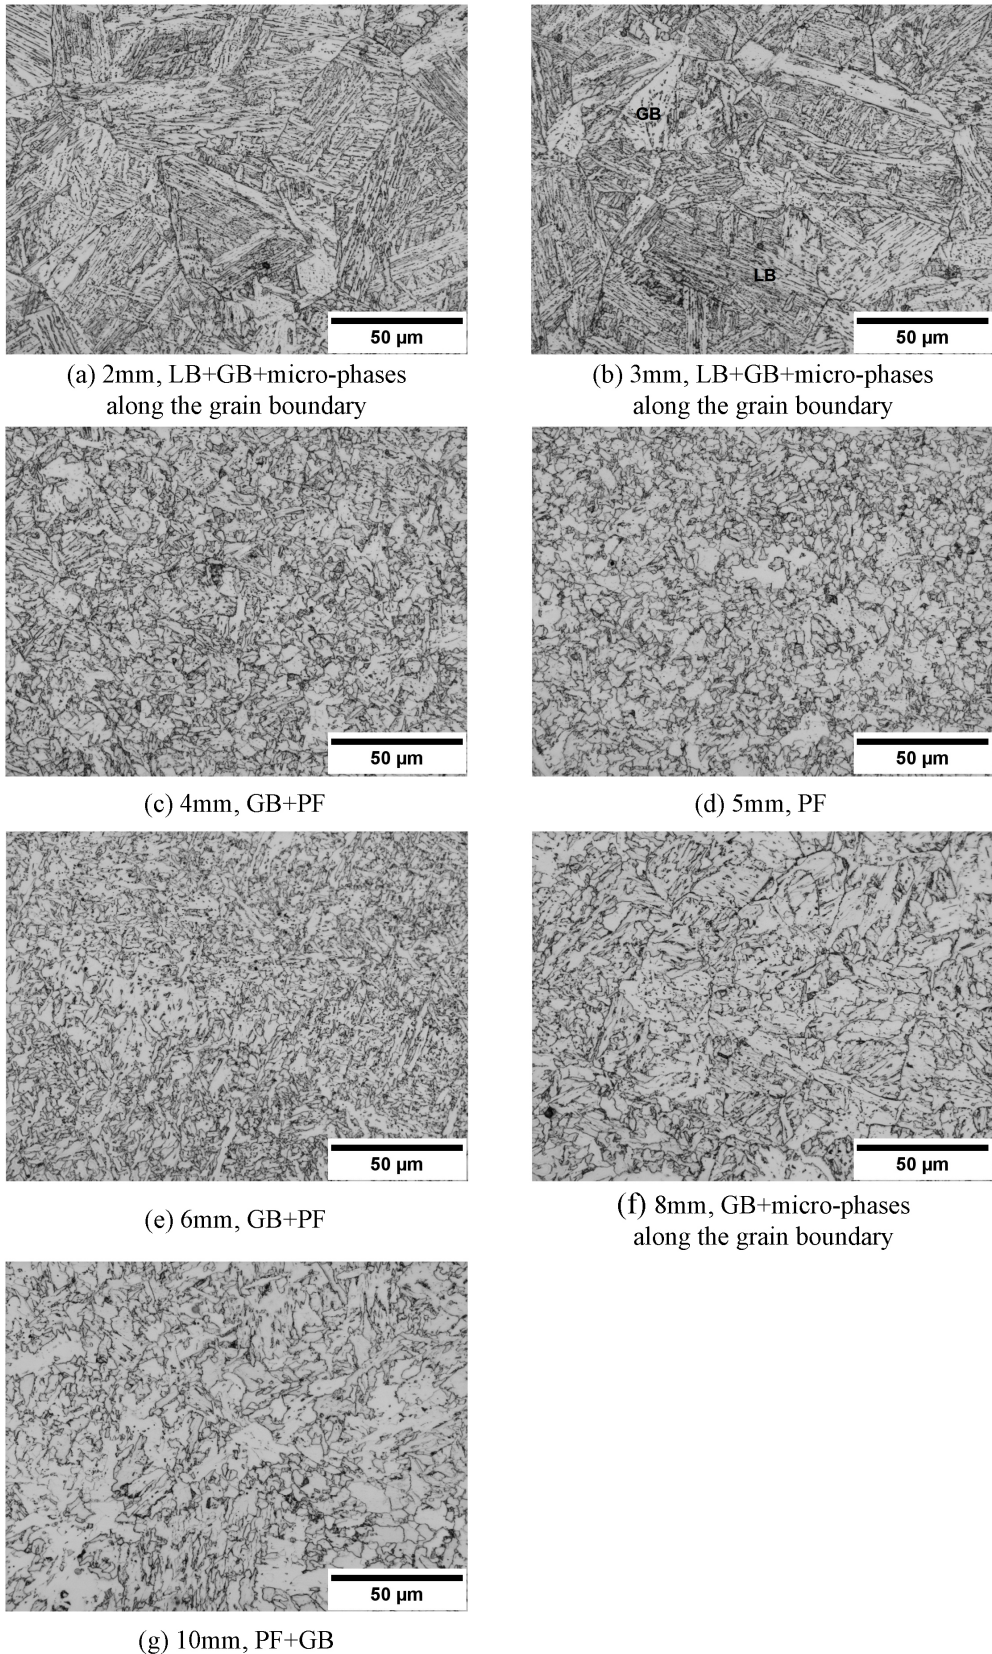 GB
LB
50 µm
50 µm
(a) 2mm, LB+GB+micro-phases
along the grain boundary
(b) 3mm, LB+GB+micro-phases
along the grain boundary
50 µm
50 µm
(c) 4mm, GB+PF
(d) 5mm, PF
50 µm
50 µm
(e) 6mm, GB+PF
(f) 8mm, GB+micro-phases
along the grain boundary
50 µm
(g) 10mm, PF+GB